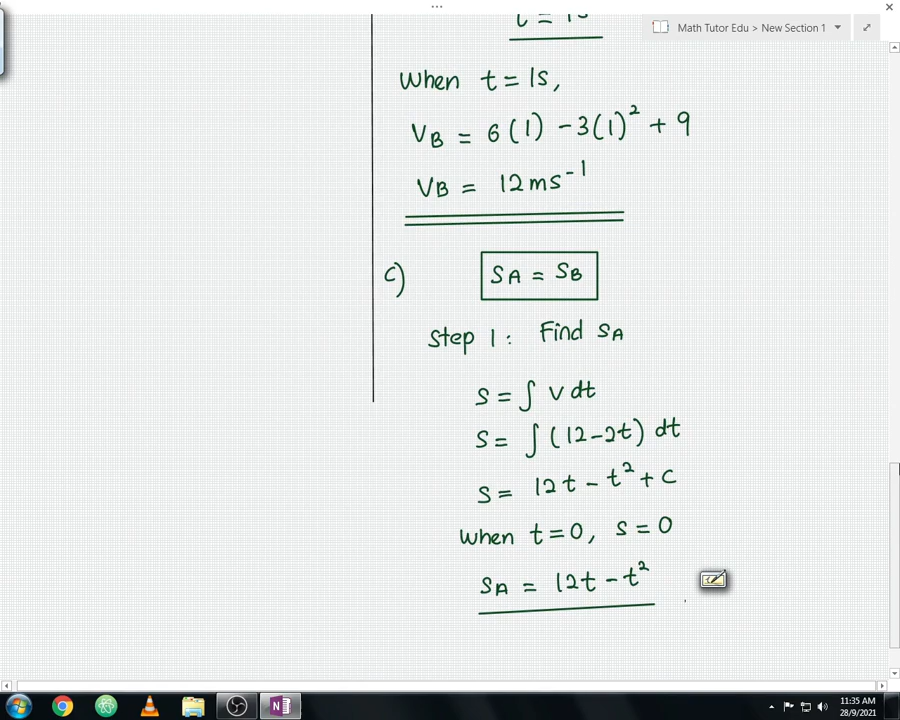 Math Tutor Edu > New Section 1
t = 1s
When t = 1s,
VB = 6(1) - 3(1)² + 9
VB = 12ms⁻¹
c) SA = SB
Step 1: Find SA
S = ∫ V dt
S = ∫ (12 - 2t) dt
S = 12t - t² + C
When t = 0, S = 0
SA = 12t - t²
11:35 AM
28/9/2021